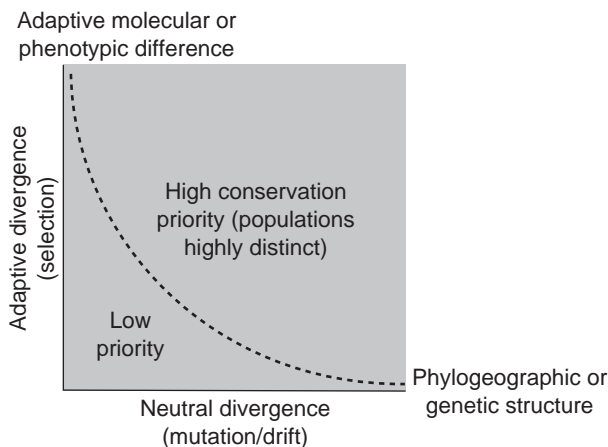 Adaptive molecular or
phenotypic difference
Adaptive divergence
(selection)
High conservation
priority (populations
highly distinct)
Low
priority
Phylogeographic or
genetic structure
Neutral divergence
(mutation/drift)